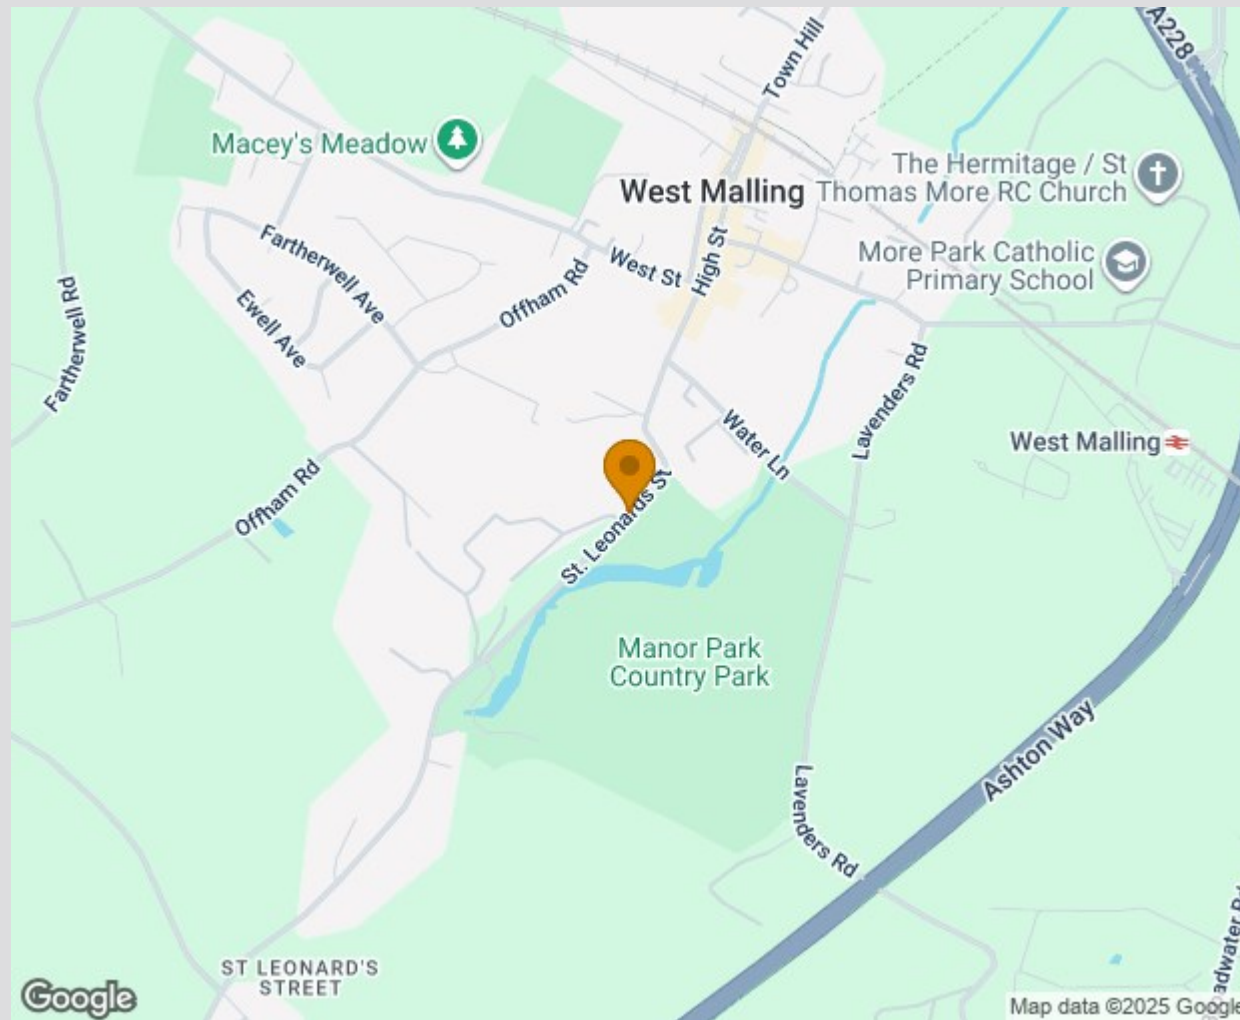 A228
Town Hill
Macey's Meadow
The Hermitage / St
Thomas More RC Church
West Malling
More Park Catholic
Primary School
High St
West St
Fartherwell Ave
Offham Rd
Ewell Ave
Fartherwell Rd
Lavenders Rd
Water Ln
West Malling
Offham Rd
St. Leonards St
Manor Park
Country Park
Ashton Way
Lavenders Rd
ST LEONARD'S
STREET
Google
Map data ©2025 Google